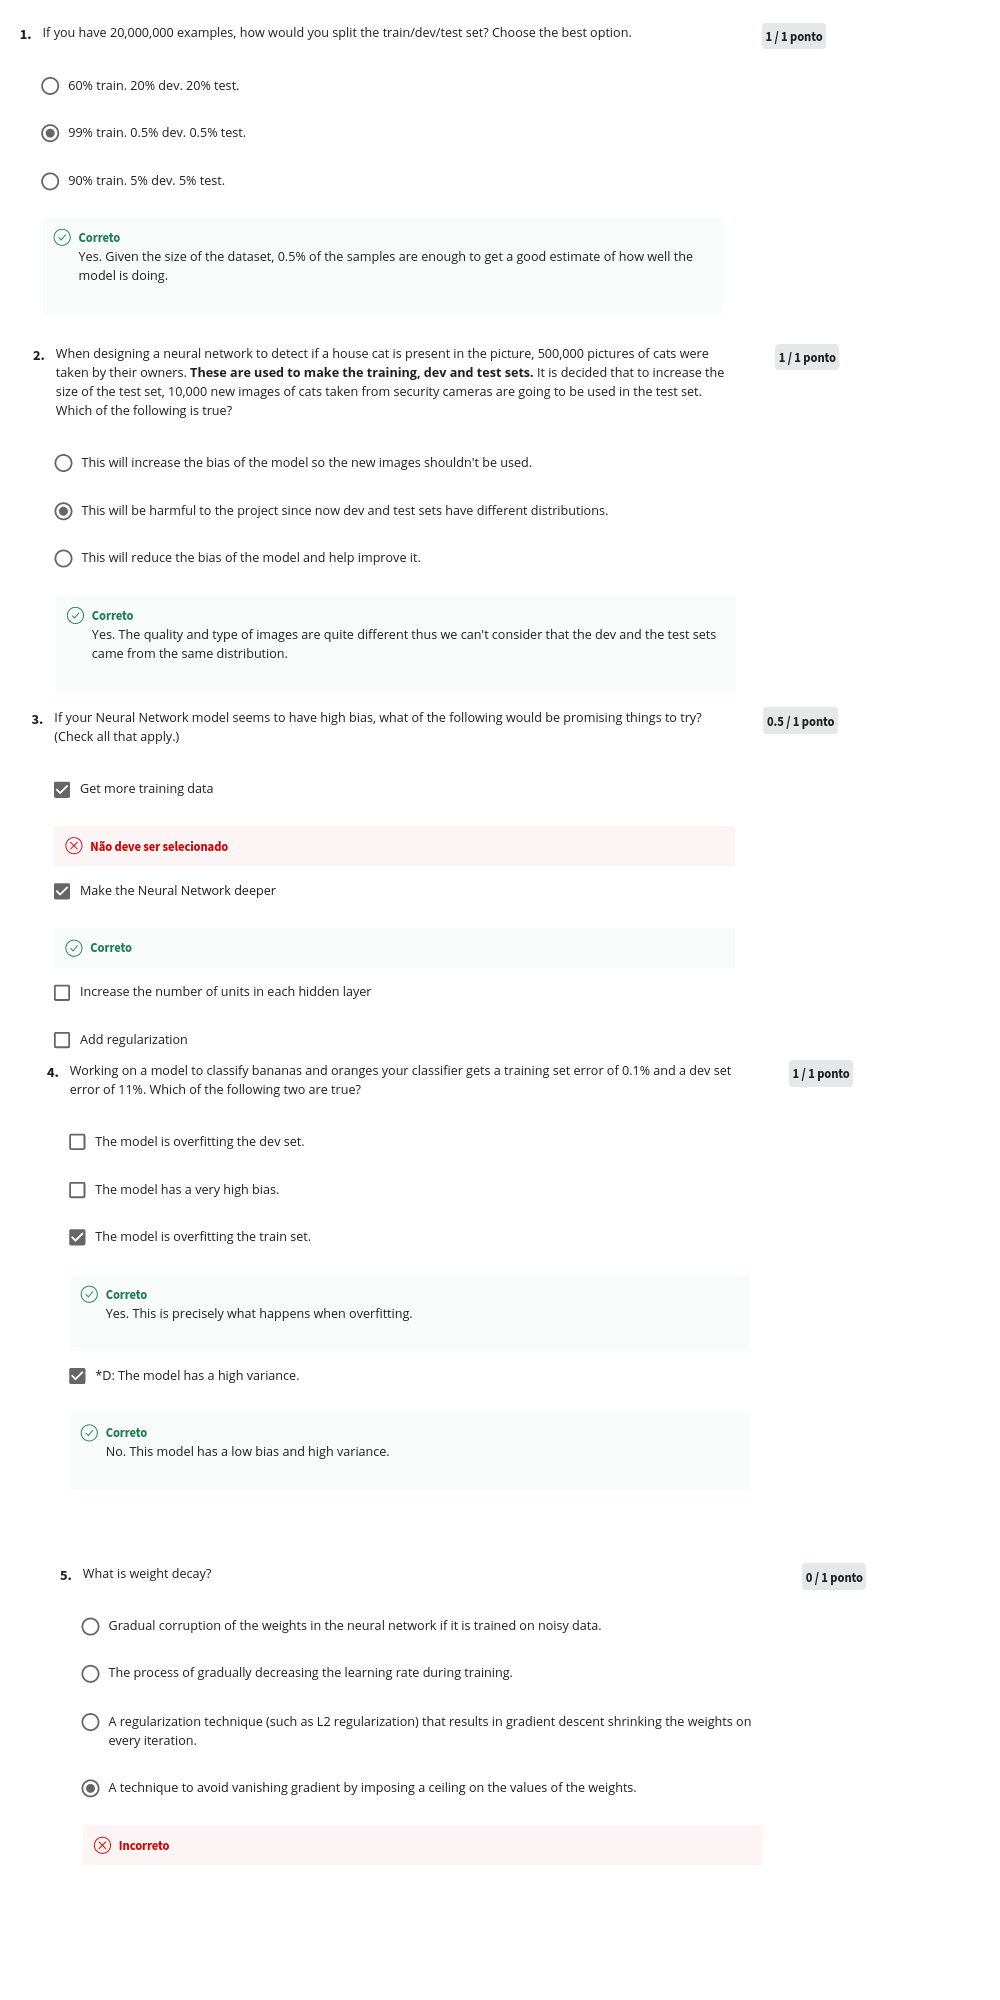 1. If you have 20,000,000 examples, how would you split the train/dev/test set? Choose the best option.
1 / 1 ponto
60% train. 20% dev. 20% test.
99% train. 0.5% dev. 0.5% test.
90% train. 5% dev. 5% test.
Correto
Yes. Given the size of the dataset, 0.5% of the samples are enough to get a good estimate of how well the
model is doing.
2. When designing a neural network to detect if a house cat is present in the picture, 500,000 pictures of cats were
1 / 1 ponto
taken by their owners. These are used to make the training, dev and test sets. It is decided that to increase the
size of the test set, 10,000 new images of cats taken from security cameras are going to be used in the test set.
Which of the following is true?
This will increase the bias of the model so the new images shouldn't be used.
This will be harmful to the project since now dev and test sets have different distributions.
This will reduce the bias of the model and help improve it.
Correto
Yes. The quality and type of images are quite different thus we can't consider that the dev and the test sets
came from the same distribution.
3. If your Neural Network model seems to have high bias, what of the following would be promising things to try?
0.5 / 1 ponto
(Check all that apply.)
Get more training data
Não deve ser selecionado
Make the Neural Network deeper
Correto
Increase the number of units in each hidden layer
Add regularization
4. Working on a model to classify bananas and oranges your classifier gets a training set error of 0.1% and a dev set
1 / 1 ponto
error of 11%. Which of the following two are true?
The model is overfitting the dev set.
The model has a very high bias.
The model is overfitting the train set.
Correto
Yes. This is precisely what happens when overfitting.
*D: The model has a high variance.
Correto
No. This model has a low bias and high variance.
5. What is weight decay?
0 / 1 ponto
Gradual corruption of the weights in the neural network if it is trained on noisy data.
The process of gradually decreasing the learning rate during training.
A regularization technique (such as L2 regularization) that results in gradient descent shrinking the weights on
every iteration.
A technique to avoid vanishing gradient by imposing a ceiling on the values of the weights.
Incorreto